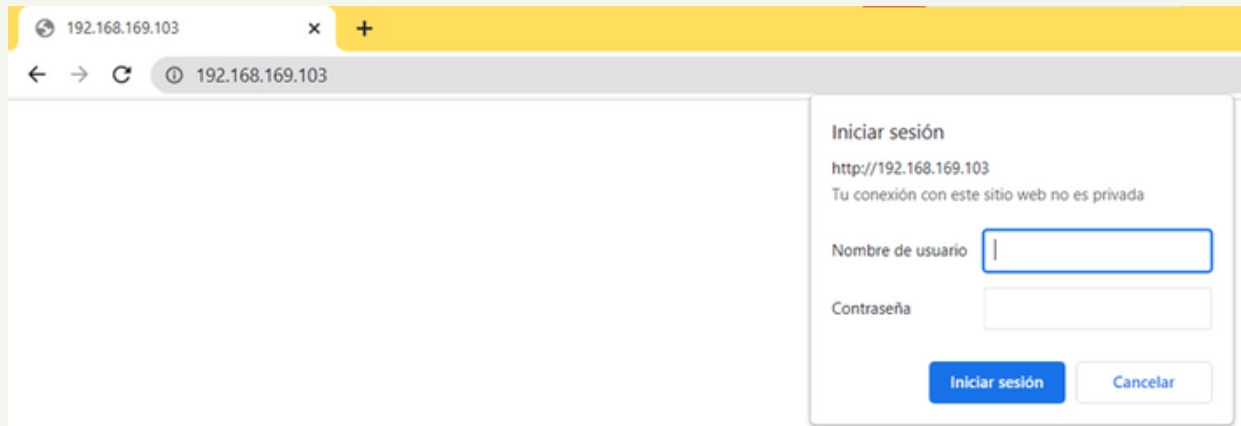 192.168.169.103
192.168.169.103
Iniciar sesión
http://192.168.169.103
Tu conexión con este sitio web no es privada
Nombre de usuario
Contraseña
Iniciar sesión Cancelar